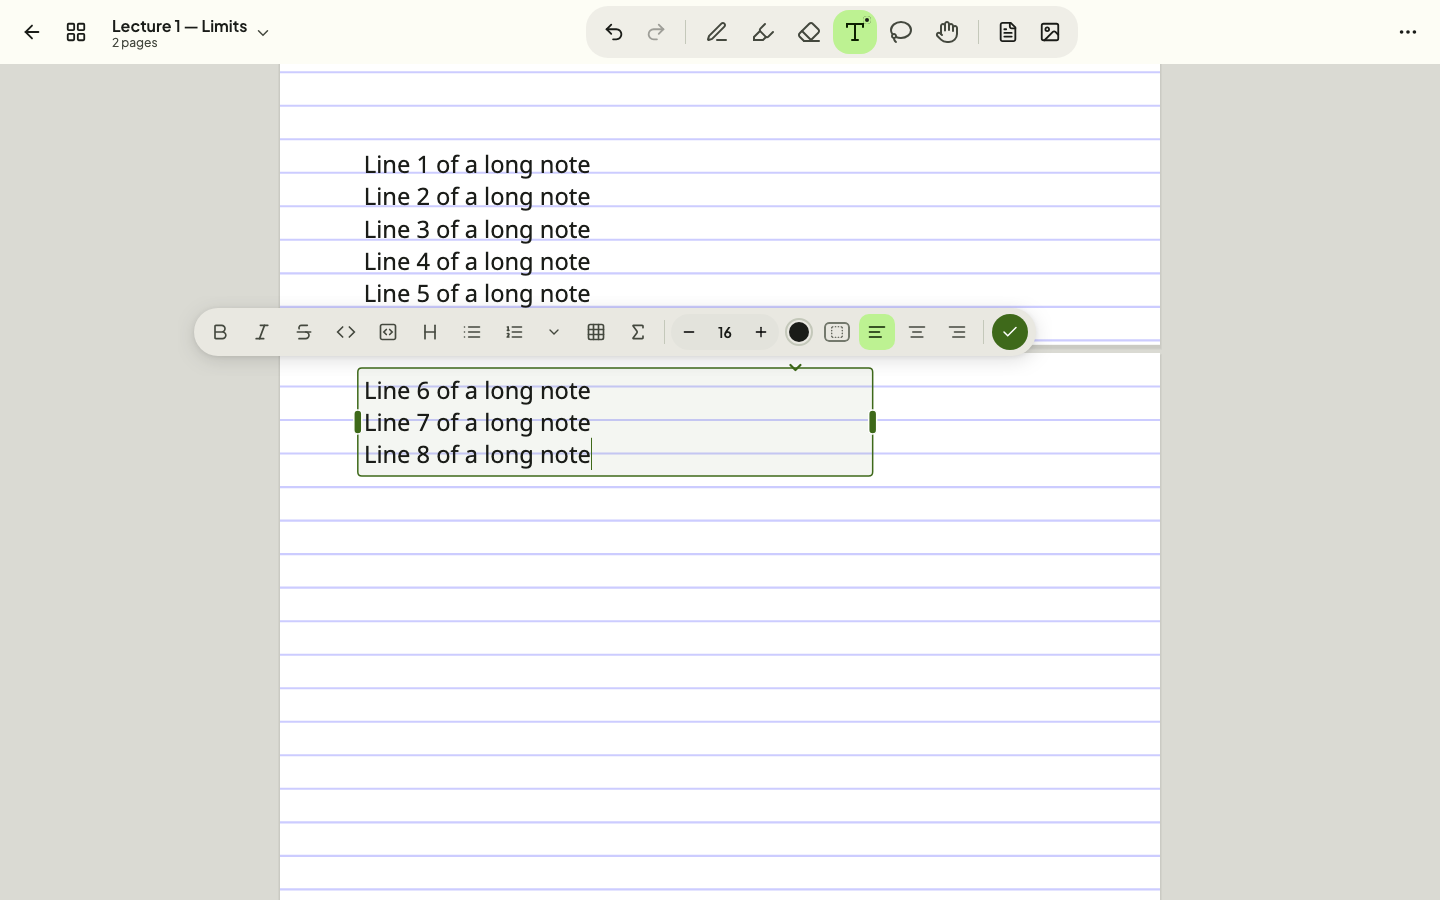 Lecture 1 — Limits
2 pages
Line 1 of a long note
Line 2 of a long note
Line 3 of a long note
Line 4 of a long note
Line 5 of a long note
16
Line 6 of a long note
Line 7 of a long note
Line 8 of a long note